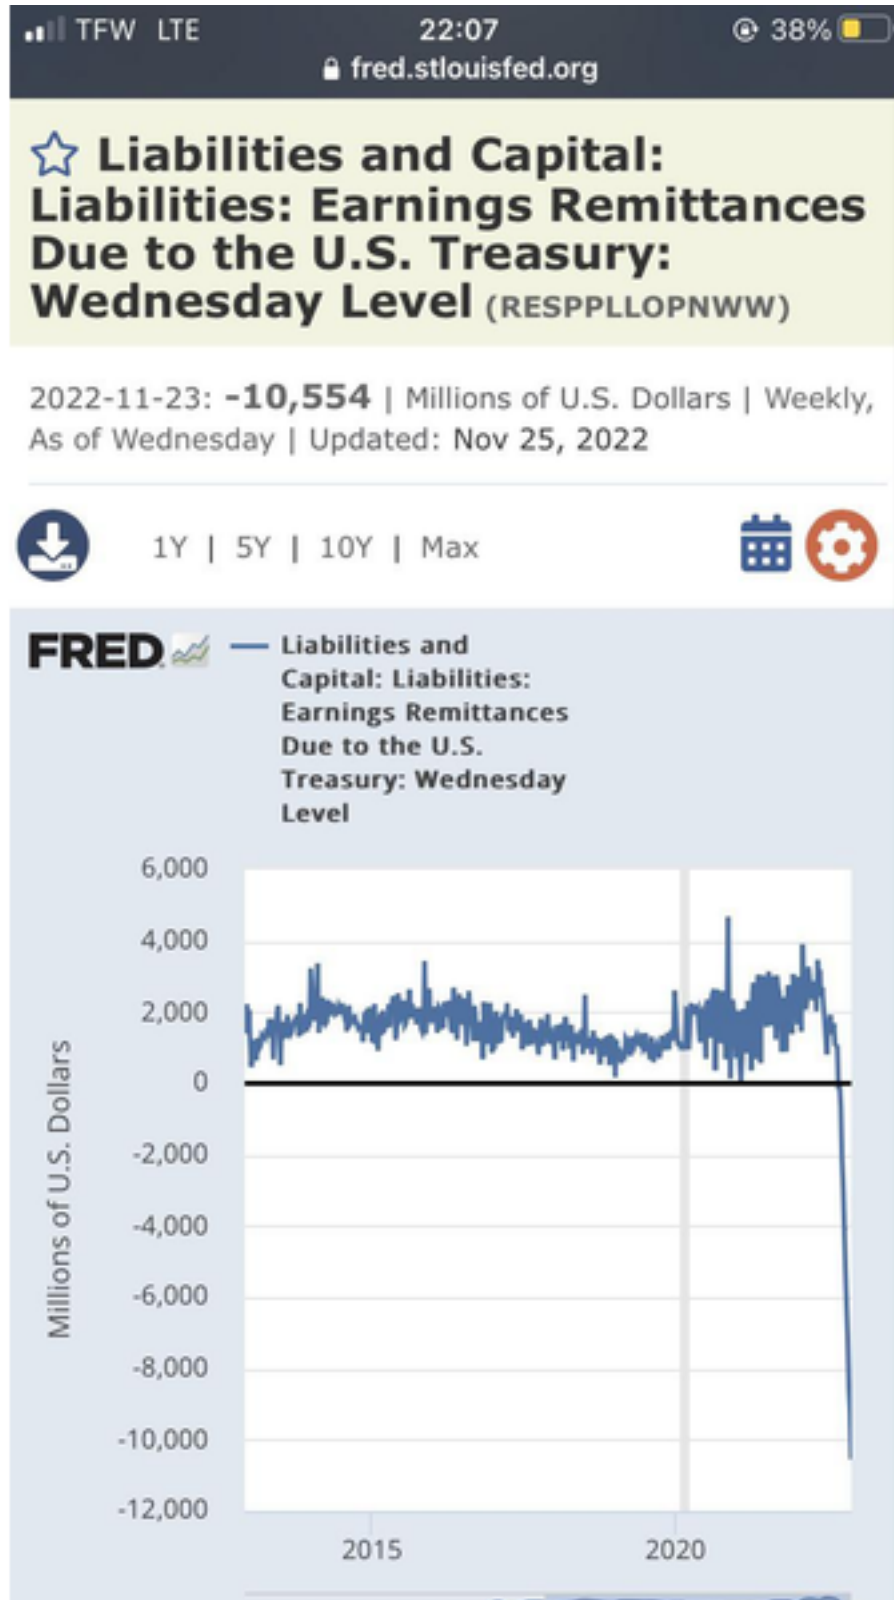 TFW LTE 22:07 38%
fred.stlouisfed.org
Liabilities and Capital:
Liabilities: Earnings Remittances
Due to the U.S. Treasury:
Wednesday Level (RESPPLLOPNWW)
2022-11-23: -10,554 | Millions of U.S. Dollars | Weekly,
As of Wednesday | Updated: Nov 25, 2022
1Y | 5Y | 10Y | Max
FRED
Liabilities and
Capital: Liabilities:
Earnings Remittances
Due to the U.S.
Treasury: Wednesday
Level
Millions of U.S. Dollars
6,000
4,000
2,000
0
-2,000
-4,000
-6,000
-8,000
-10,000
-12,000
2015 2020